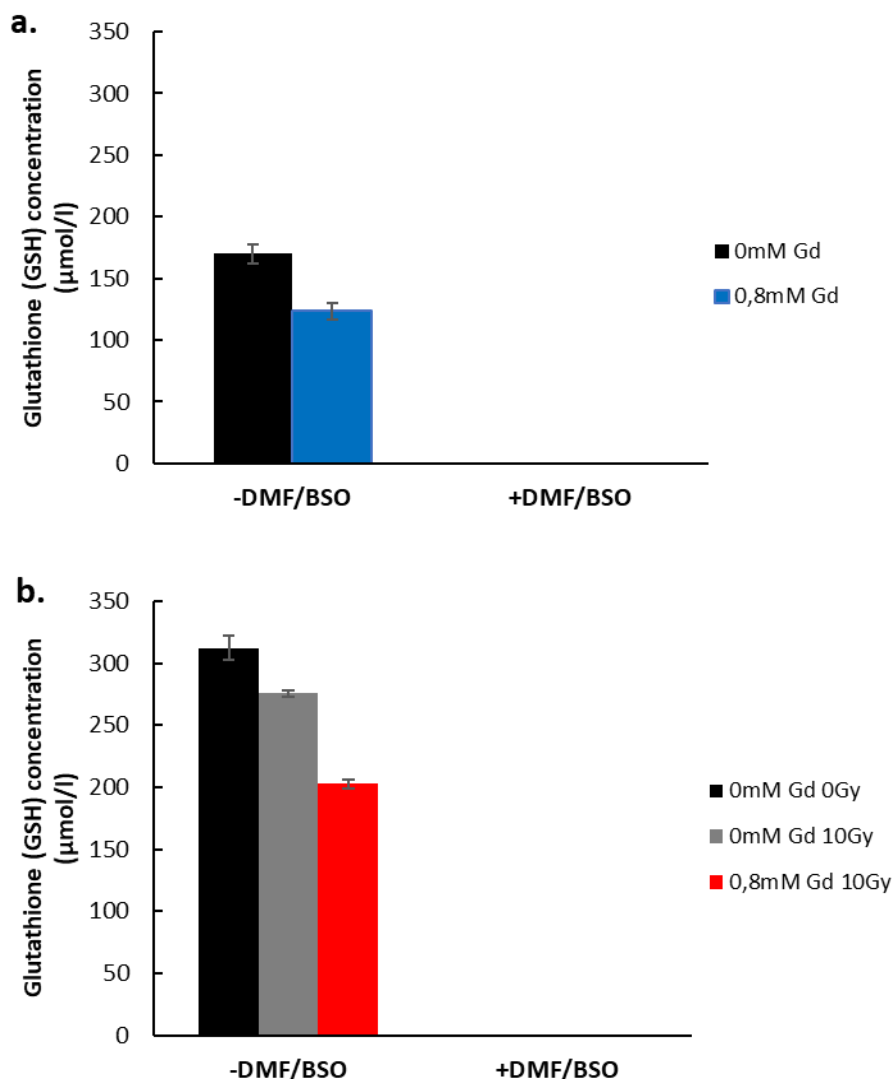 a.
Glutathione (GSH) concentration
(µmol/l)
350
300
250
200
150
100
50
0
-DMF/BSO +DMF/BSO
0mM Gd
0,8mM Gd
b.
Glutathione (GSH) concentration
(µmol/l)
350
300
250
200
150
100
50
0
-DMF/BSO +DMF/BSO
0mM Gd 0Gy
0mM Gd 10Gy
0,8mM Gd 10Gy